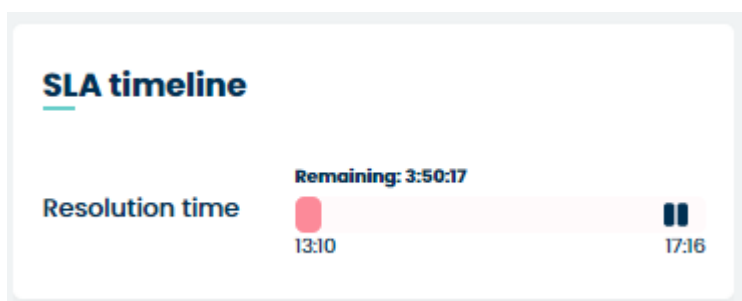 SLA timeline
Remaining: 3:50:17
Resolution time
13:10
17:16